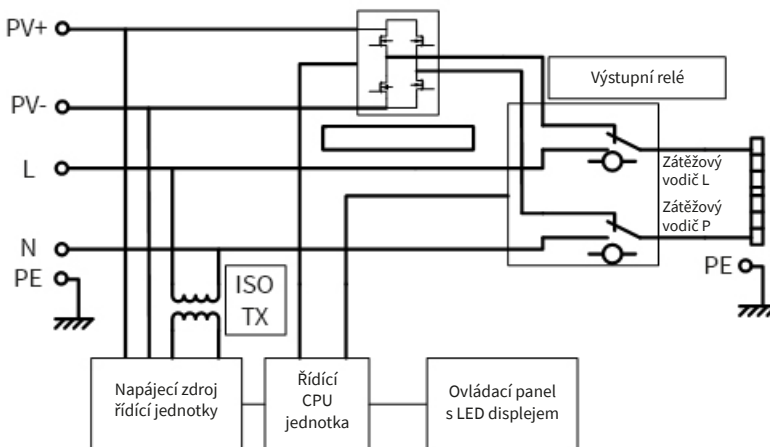 PV+
Výstupní relé
PV-
L
Zátěžový
vodič L
Zátěžový
vodič P
N
PE
PE
ISO
TX
Napájecí zdroj
řídící jednotky
Řídící
CPU
jednotka
Ovládací panel
s LED displejem